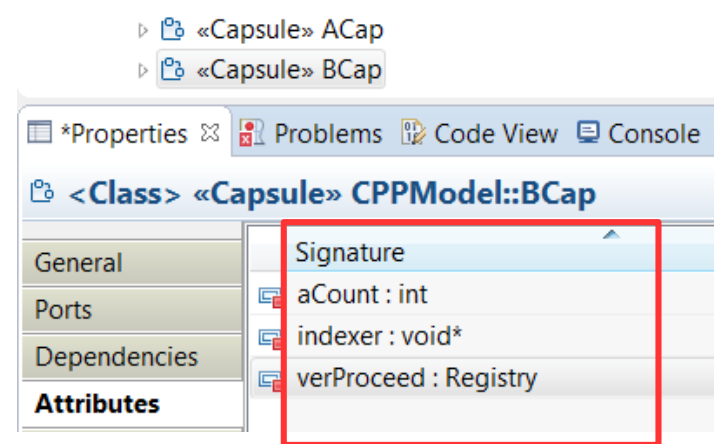 «Capsule» ACap
«Capsule» BCap
*Properties Problems Code View Console
<Class> «Capsule» CPPModel::BCap
General
Ports
Dependencies
Attributes
Signature
aCount : int
indexer : void*
verProceed : Registry